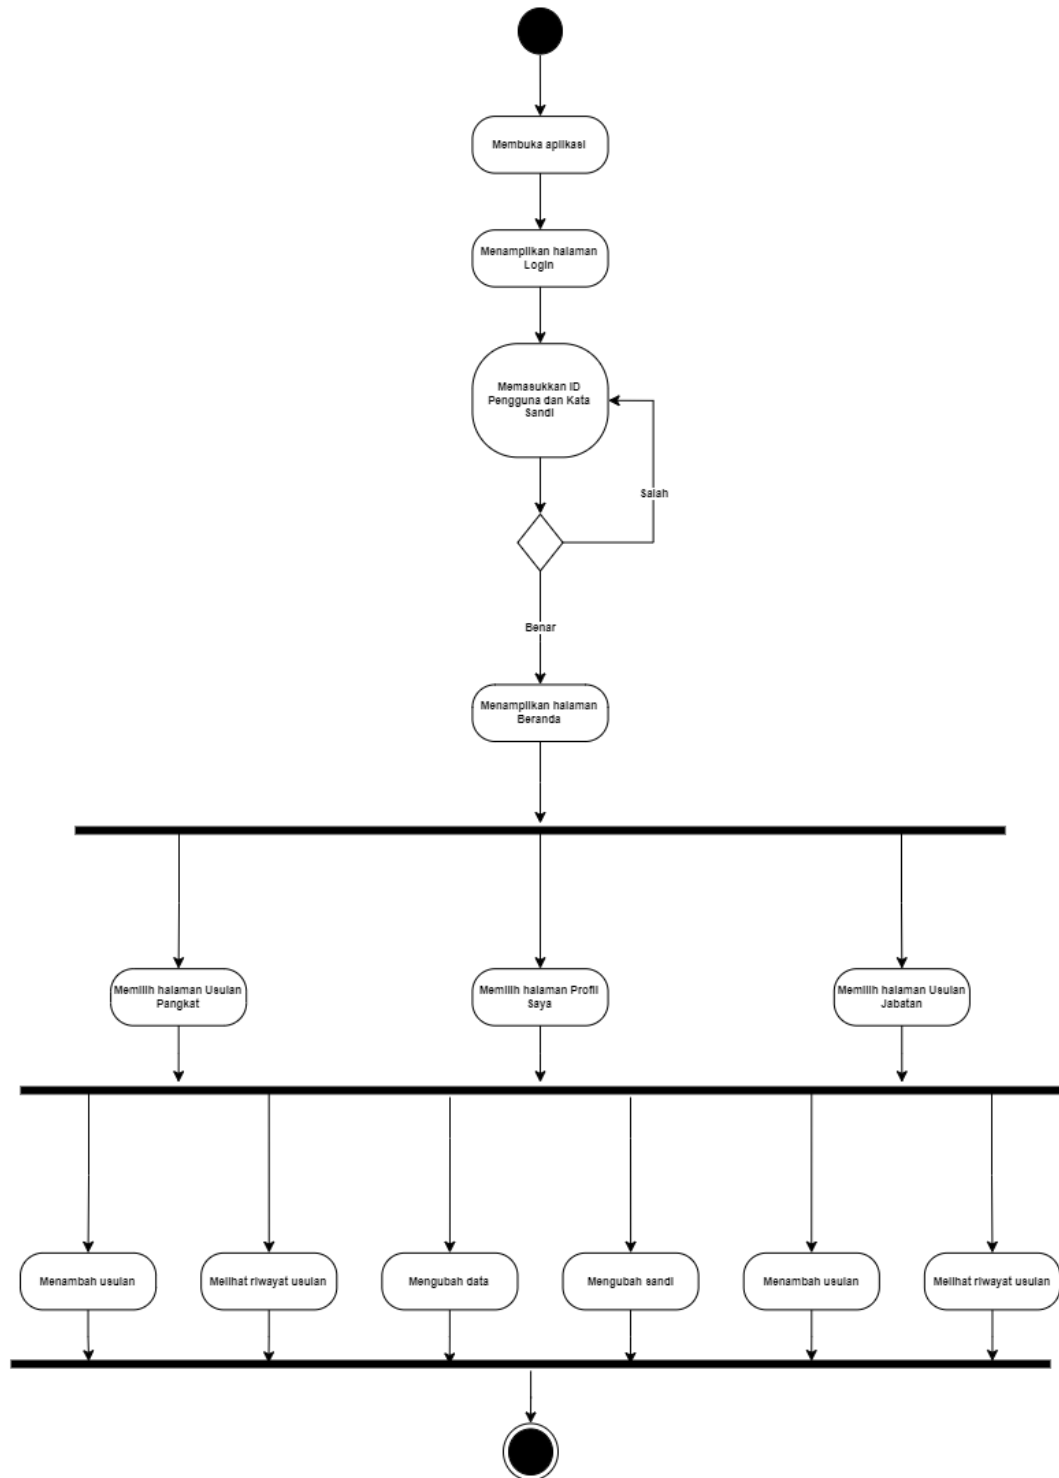 Membuka aplikasi
Menampilkan halaman
Login
Memasukkan ID
Pengguna dan Kata
Sandi
Salah
Benar
Menampilkan halaman
Beranda
Memilih halaman Usulan
Pangkat
Memilih halaman Profil
Saya
Memilih halaman Usulan
Jabatan
Menambah usulan
Melihat riwayat usulan
Mengubah data
Mengubah sandi
Menambah usulan
Melihat riwayat usulan